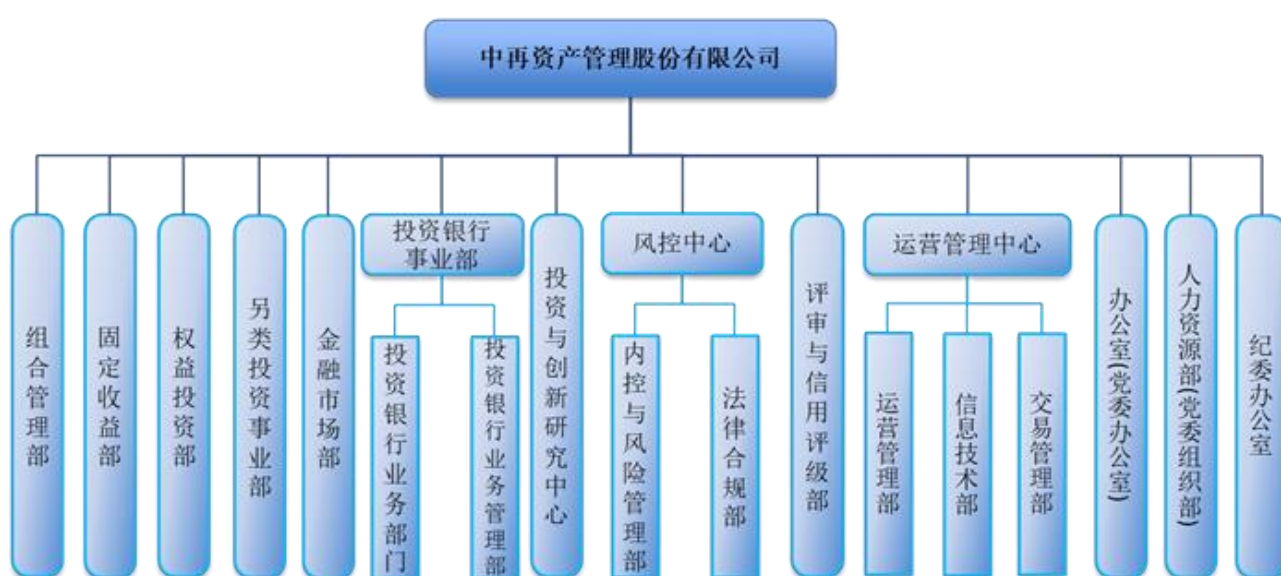 中再资产管理股份有限公司
组合管理部
固定收益部
权益投资部
另类投资事业部
金融市场部
投资银行
事业部
投资银行业务部门
投资银行业务管理部
投资与创新研究中心
风控中心
内控与风险管理部
法律合规部
评审与信用评级部
运营管理中心
运营管理部
信息技术部
交易管理部
办公室(党委办公室)
人力资源部(党委组织部)
纪委办公室